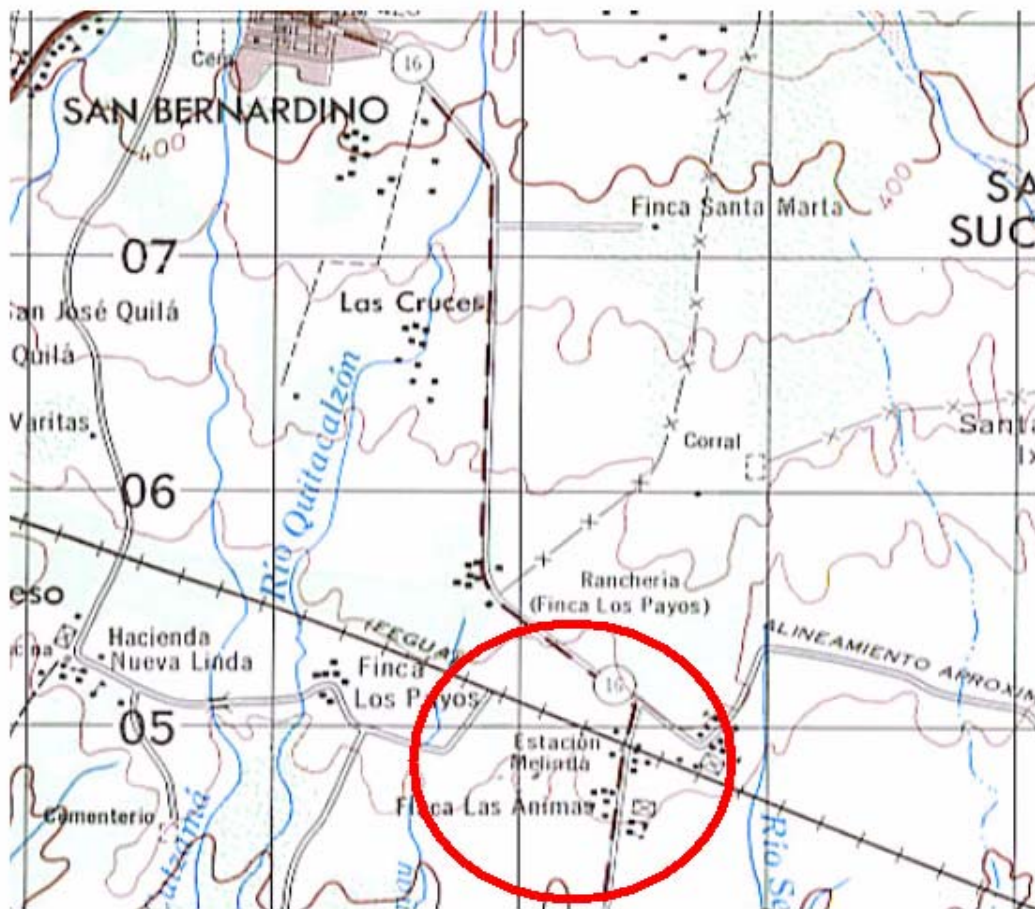 16
SAN BERNARDINO
400
Finca Santa Marta
400
SA
SUC
07
Las Cruces
an José Quilá
Quilá
Varitas
Río Quitacalzón
Corral
Santa
06
Ranchería
(Finca Los Payos)
eso
(FEGUA)
ALINEAMIENTO APROXIM
Hacienda
Nueva Linda
Finca
Los Payos
16
05
Estación
Finca Las Animas
Cementerio
Río Se